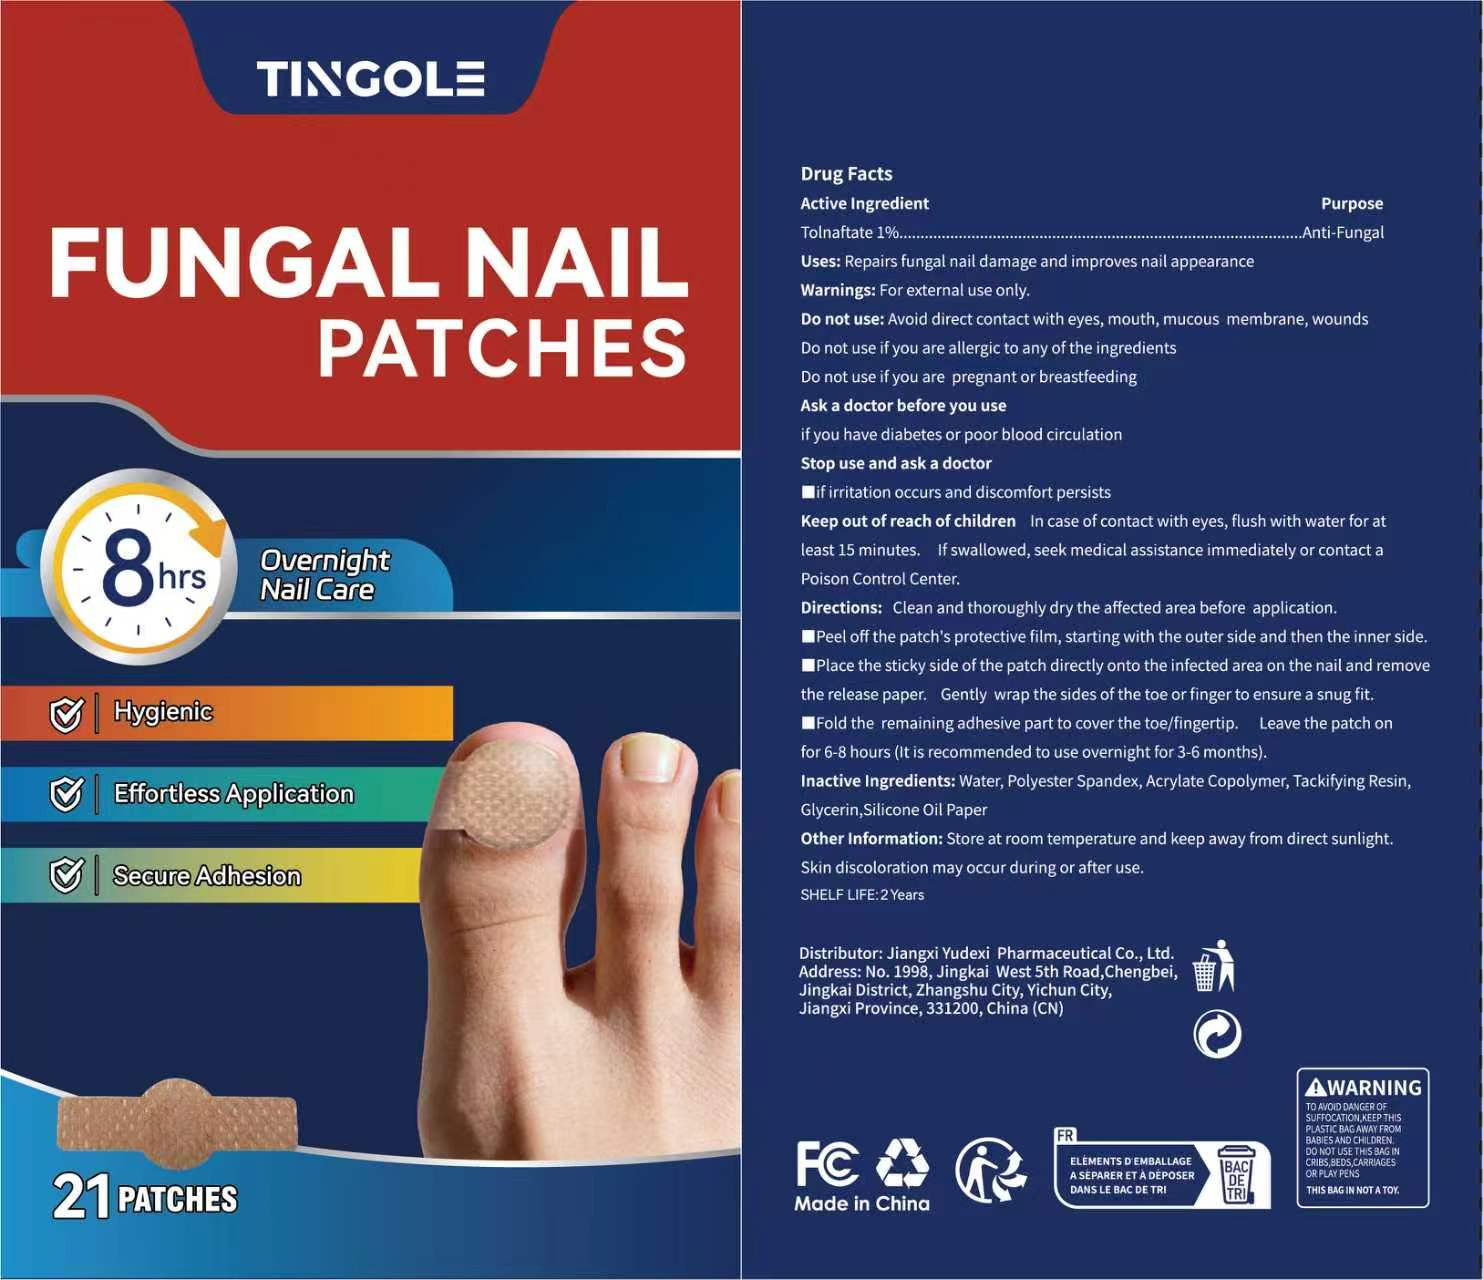 TINGOLE
FUNGAL NAIL
PATCHES
8hrs
Overnight
Nail Care
Hygienic
Effortless Application
Secure Adhesion
21 PATCHES
Drug Facts
Active Ingredient Purpose
Tolnaftate 1%....................................................................................................Anti-Fungal
Uses: Repairs fungal nail damage and improves nail appearance
Warnings: For external use only.
Do not use: Avoid direct contact with eyes, mouth, mucous membrane, wounds
Do not use if you are allergic to any of the ingredients
Do not use if you are pregnant or breastfeeding
Ask a doctor before you use
if you have diabetes or poor blood circulation
Stop use and ask a doctor
■if irritation occurs and discomfort persists
Keep out of reach of children In case of contact with eyes, flush with water for at
least 15 minutes. If swallowed, seek medical assistance immediately or contact a
Poison Control Center.
Directions: Clean and thoroughly dry the affected area before application.
■Peel off the patch's protective film, starting with the outer side and then the inner side.
■Place the sticky side of the patch directly onto the infected area on the nail and remove
the release paper. Gently wrap the sides of the toe or finger to ensure a snug fit.
■Fold the remaining adhesive part to cover the toe/fingertip. Leave the patch on
for 6-8 hours (It is recommended to use overnight for 3-6 months).
Inactive Ingredients: Water, Polyester Spandex, Acrylate Copolymer, Tackifying Resin,
Glycerin,Silicone Oil Paper
Other Information: Store at room temperature and keep away from direct sunlight.
Skin discoloration may occur during or after use.
SHELF LIFE: 2 Years
Distributor: Jiangxi Yudexi Pharmaceutical Co., Ltd.
Address: No. 1998, Jingkai West 5th Road,Chengbei,
Jingkai District, Zhangshu City, Yichun City,
Jiangxi Province, 331200, China (CN)
FC
Made in China
FR
ELÉMENTS D'EMBALLAGE
A SÉPARER ET À DÉPOSER
DANS LE BAC DE TRI
BAC
DE
TRI
WARNING
TO AVOID DANGER OF
SUFFOCATION,KEEP THIS
PLASTIC BAG AWAY FROM
BABIES AND CHILDREN.
DO NOT USE THIS BAG IN
CRIBS,BEDS,CARRIAGES
OR PLAY PENS
THIS BAG IN NOT A TOY.